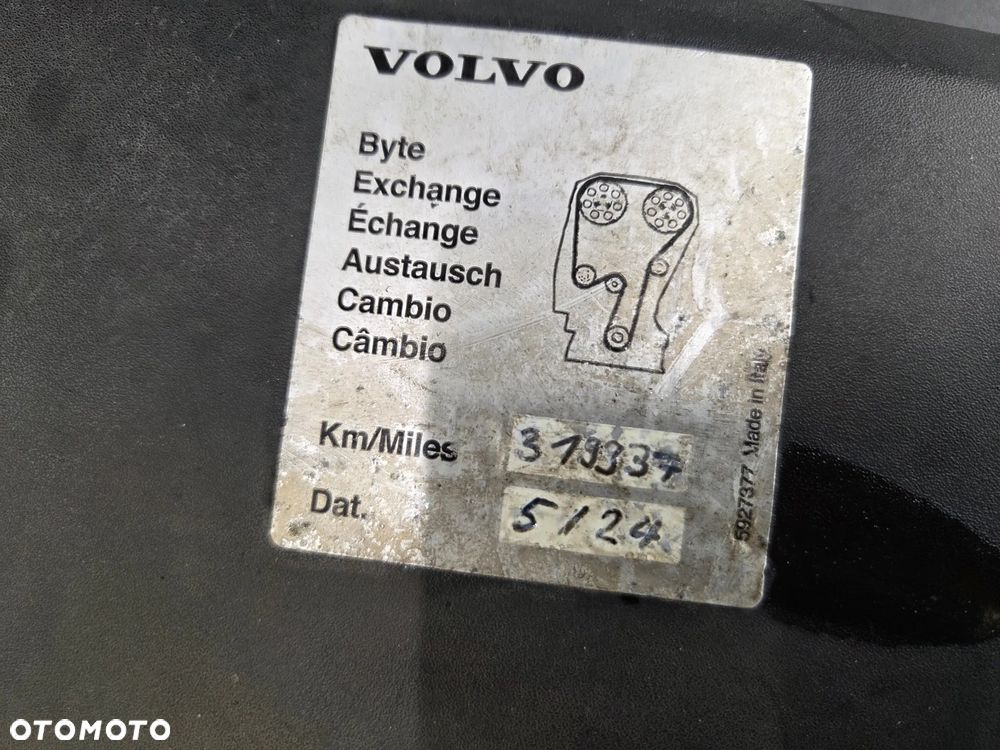 VOLVO
Byte
Exchange
Échange
Austausch
Cambio
Câmbio
Km/Miles 319337
Dat. 5/24
5927377 Made in Italy
OTOMOTO